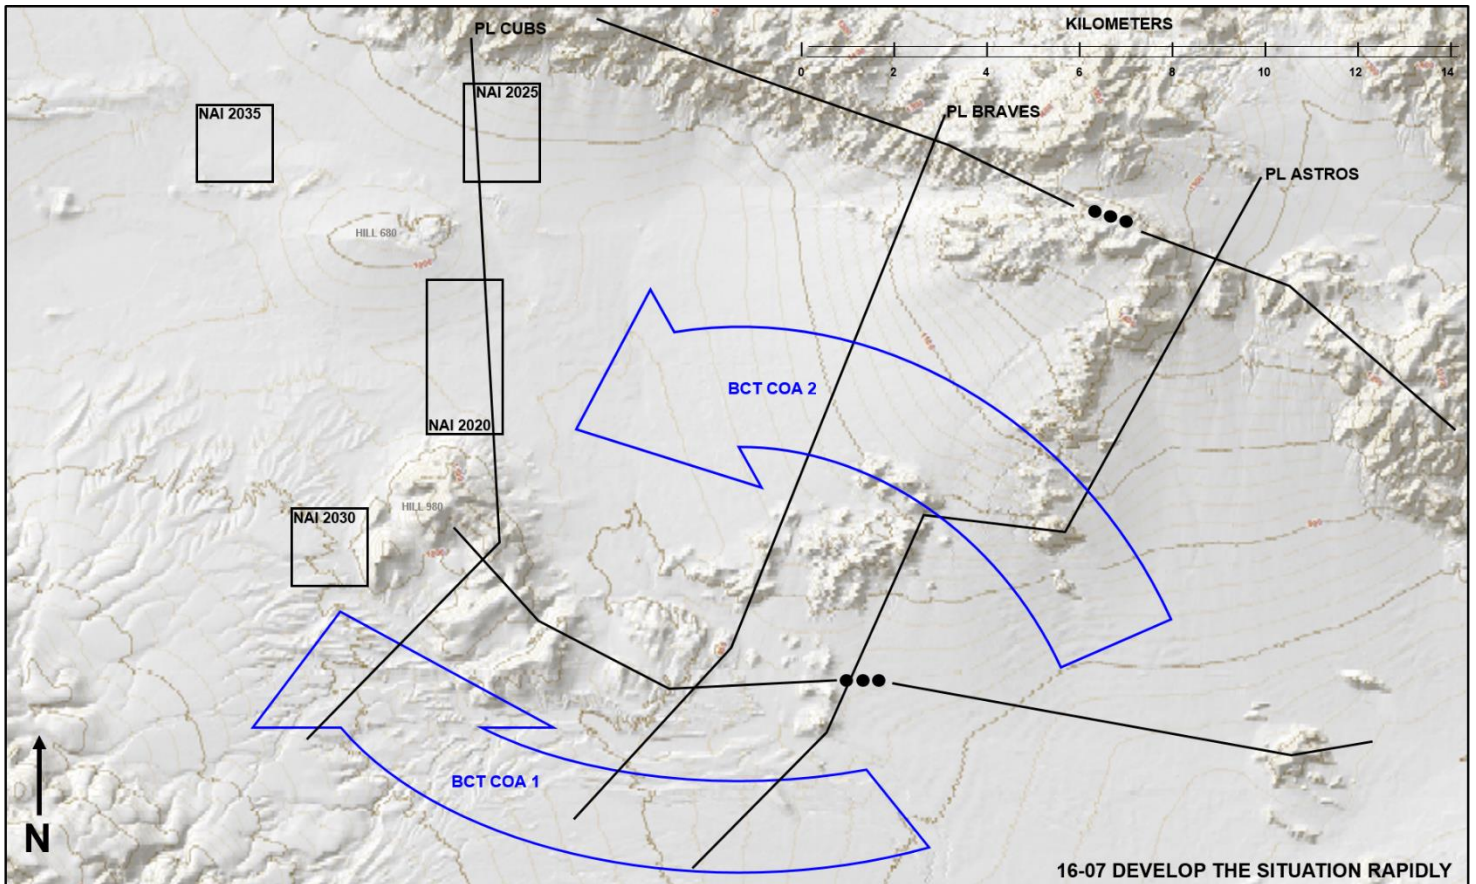 KILOMETERS
PL CUBS
0 2 4 6 8 10 12 14
NAI 2025
NAI 2035
PL BRAVES
PL ASTROS
HILL 680
BCT COA 2
NAI 2020
HILL 980
NAI 2030
BCT COA 1
N
16-07 DEVELOP THE SITUATION RAPIDLY